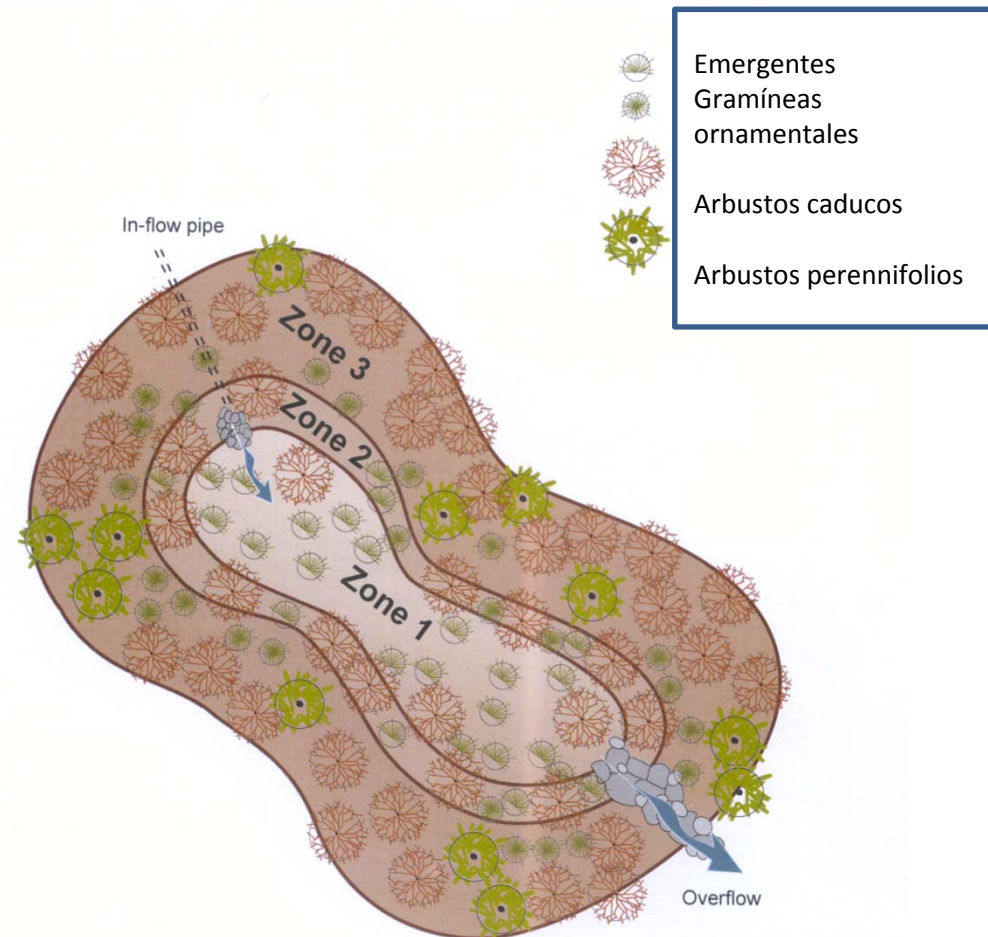 Emergentes
Gramíneas
ornamentales
Arbustos caducos
Arbustos perennifolios
In-flow pipe
Zone 3
Zone 2
Zone 1
Overflow